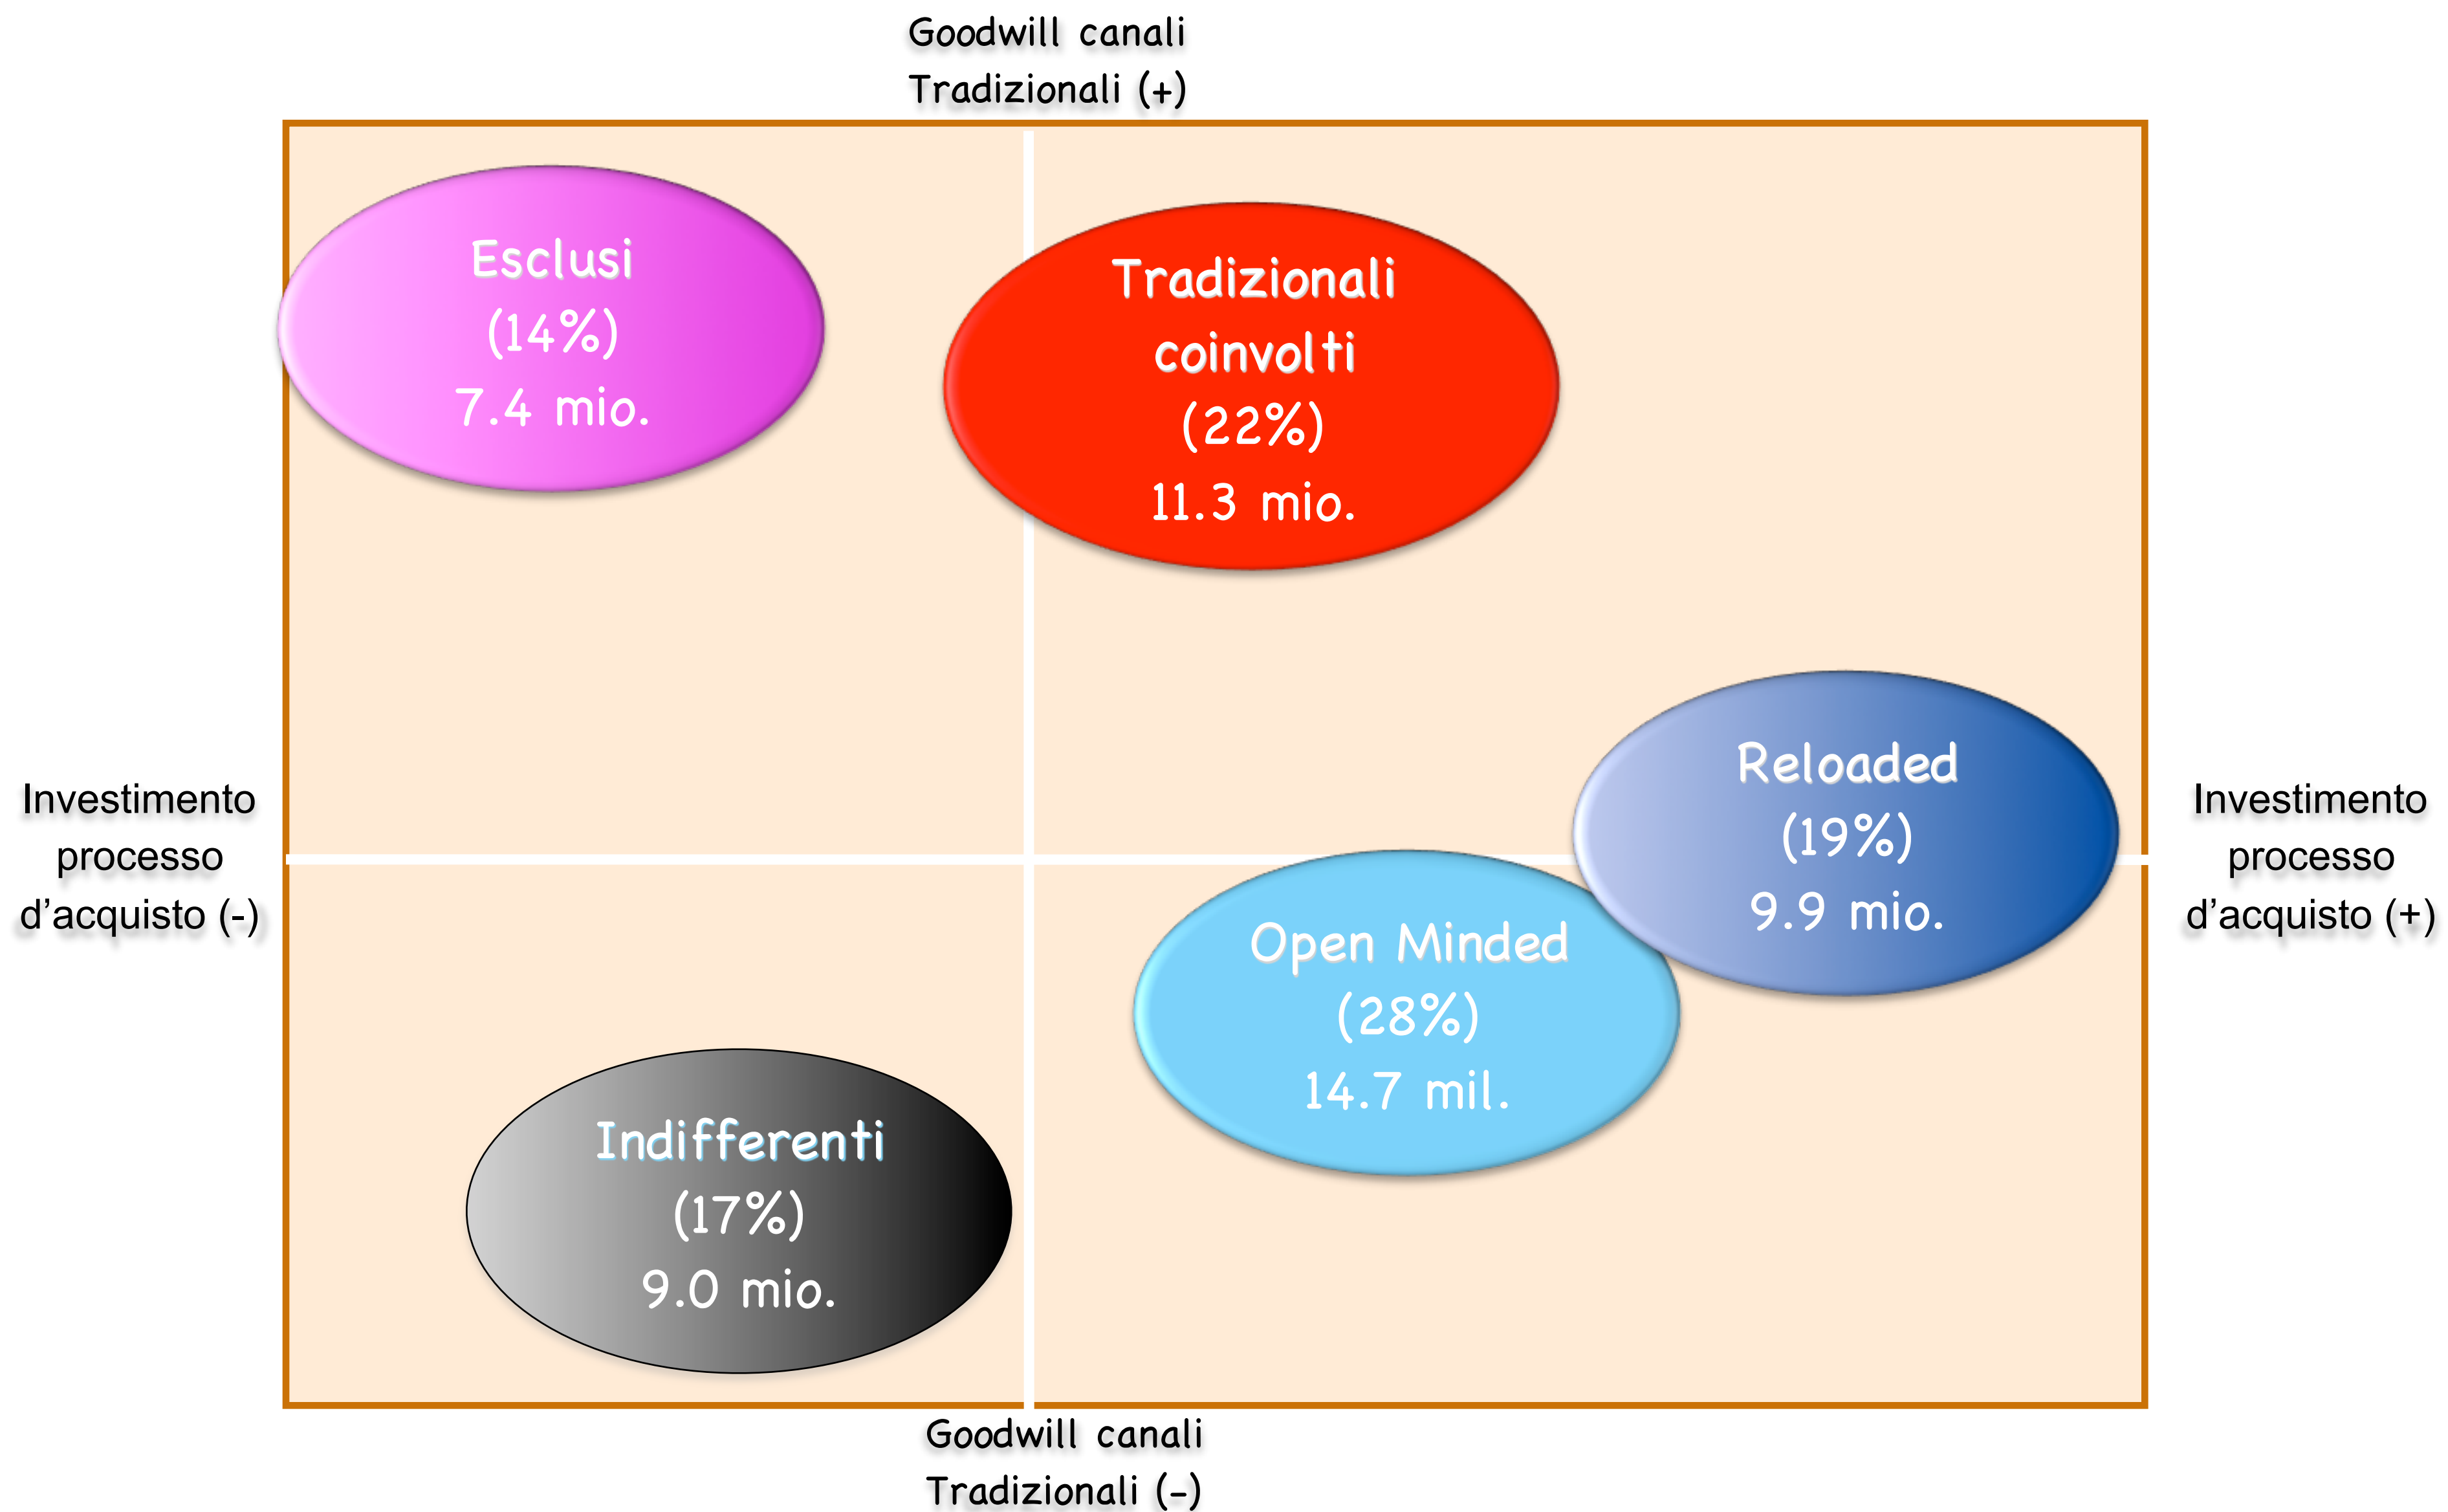 Goodwill canali
Tradizionali (+)
Esclusi
(14%)
7.4 mio.
Tradizionali
coinvolti
(22%)
11.3 mio.
Investimento
processo
d’acquisto (-)
Reloaded
(19%)
9.9 mio.
Investimento
processo
d’acquisto (+)
Open Minded
(28%)
14.7 mil.
Indifferenti
(17%)
9.0 mio.
Goodwill canali
Tradizionali (-)